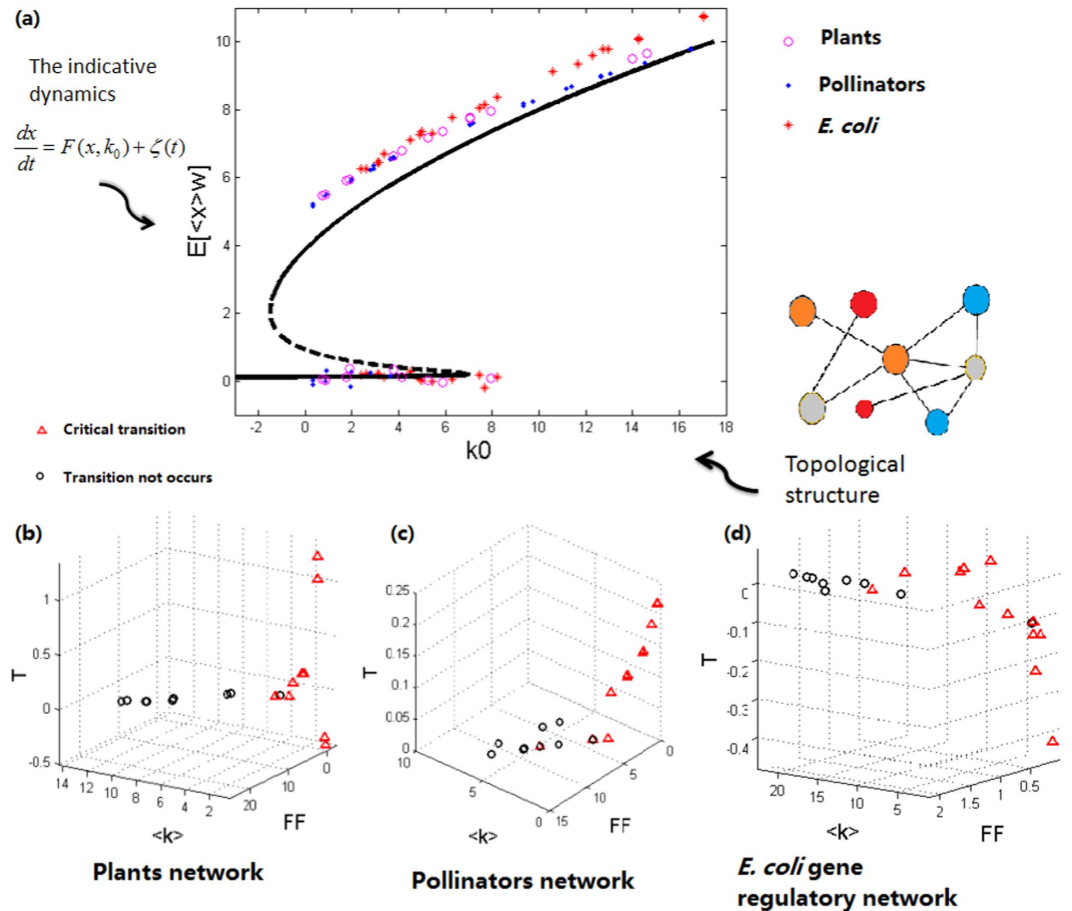 (a)
The indicative
dynamics
dx/dt = F(x, k₀) + ζ(t)
E[<x>w]
10
8
6
4
2
0
-2 0 2 4 6 8 10 12 14 16 18
k0
Plants
Pollinators
E. coli
Critical transition
Transition not occurs
Topological
structure
(b)
T
1
0.5
0
-0.5
14 12 10 8 6 4 2
<k>
20 10 0
FF
Plants network
(c)
T
0.25
0.2
0.15
0.1
0.05
0
10 5 0
<k>
15 10 5 0
FF
Pollinators network
(d)
T
0
-0.1
-0.2
-0.3
-0.4
20 15 10 5
<k>
2 1.5 1 0.5
FF
E. coli gene
regulatory network